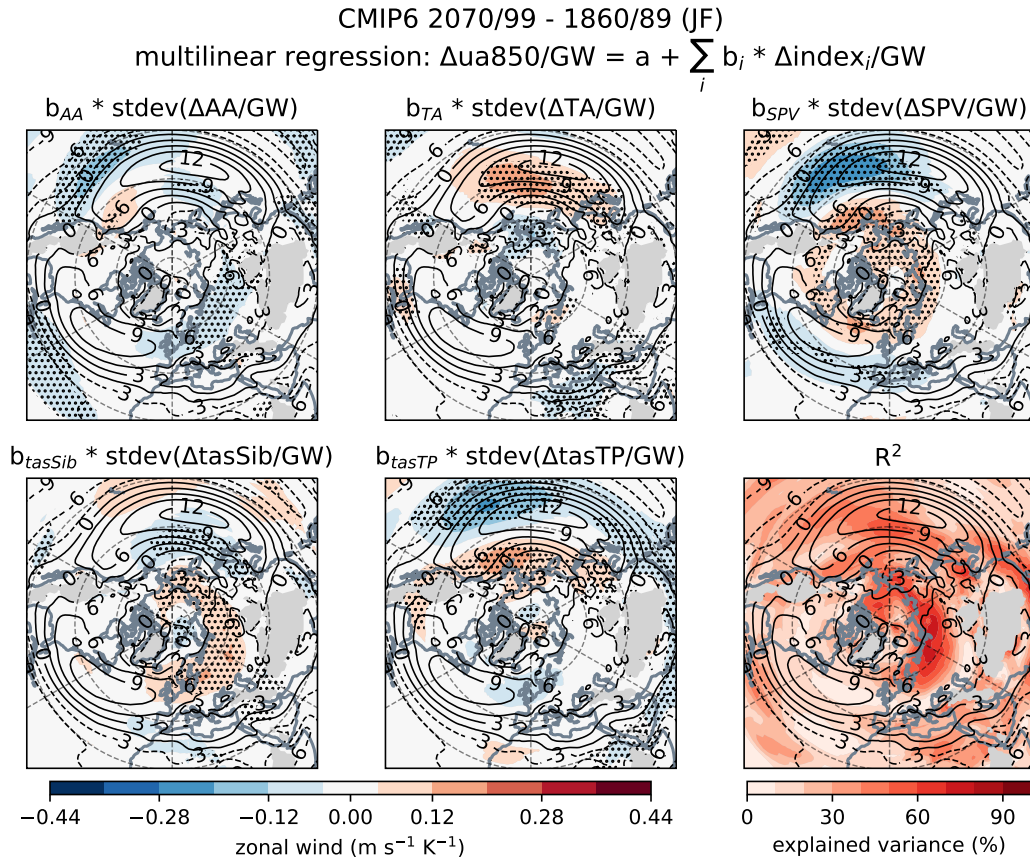 CMIP6 2070/99 - 1860/89 (JF)
multilinear regression: Δua850/GW = a + ∑ᵢ bᵢ * Δindexᵢ/GW
b_AA * stdev(ΔAA/GW)
b_TA * stdev(ΔTA/GW)
b_SPV * stdev(ΔSPV/GW)
b_tasSib * stdev(ΔtasSib/GW)
b_tasTP * stdev(ΔtasTP/GW)
R²
−0.44 −0.28 −0.12 0.00 0.12 0.28 0.44
zonal wind (m s⁻¹ K⁻¹)
0 30 60 90
explained variance (%)